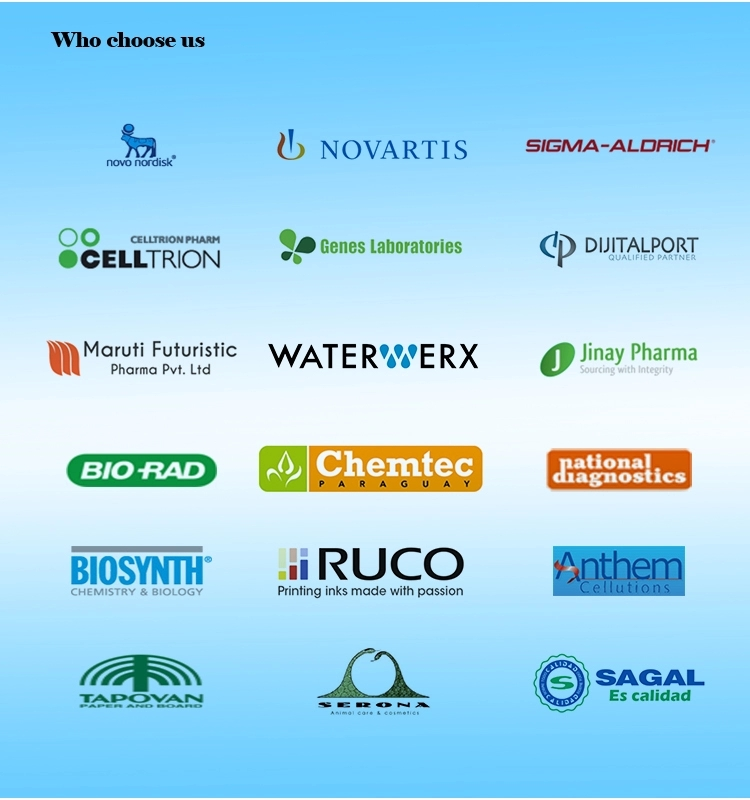 Who choose us
novo nordisk®
NOVARTIS
SIGMA-ALDRICH®
CELLTRION PHARM
CELLTRION
Genes Laboratories
DIJITALPORT
QUALIFIED PARTNER
Maruti Futuristic
Pharma Pvt. Ltd
WATERWERX
Jinay Pharma
Sourcing with Integrity
BIO-RAD
Chemtec
PARAGUAY
national
diagnostics
BIOSYNTH®
CHEMISTRY & BIOLOGY
RUCO
Printing inks made with passion
Anthem
Cellutions
TAPOVAN
PAPER AND BOARD
SERONA
Animal care & cosmetics
CALIDAD
S
CALIDAD
SAGAL
Es calidad